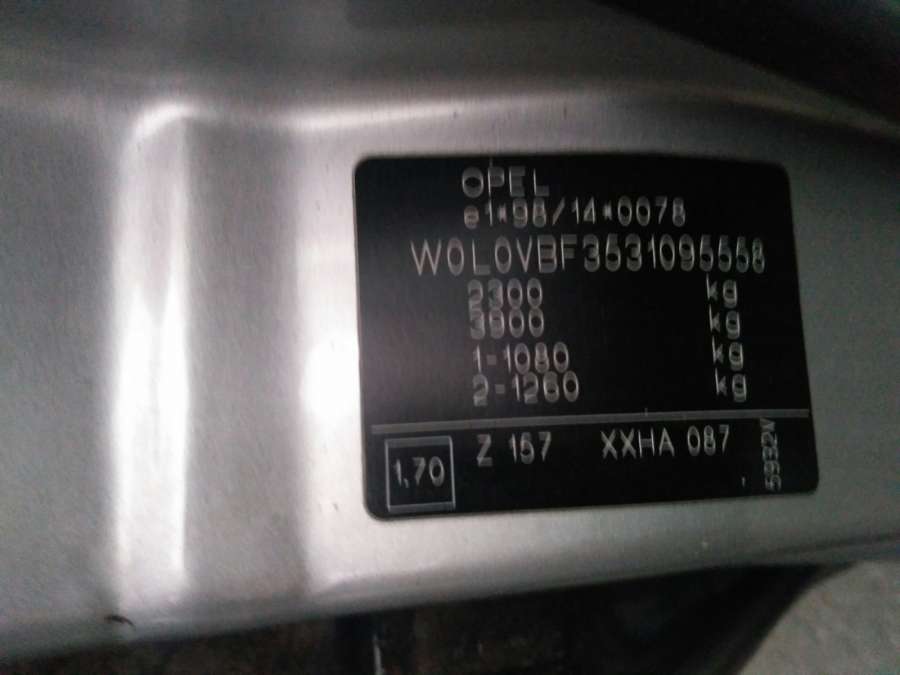 OPEL
e1*98/14*0078
W0L0VBF3531095558
2300 kg
3900 kg
1-1080 kg
2-1260 kg
1,70 Z 157 XXHA 087
5932W